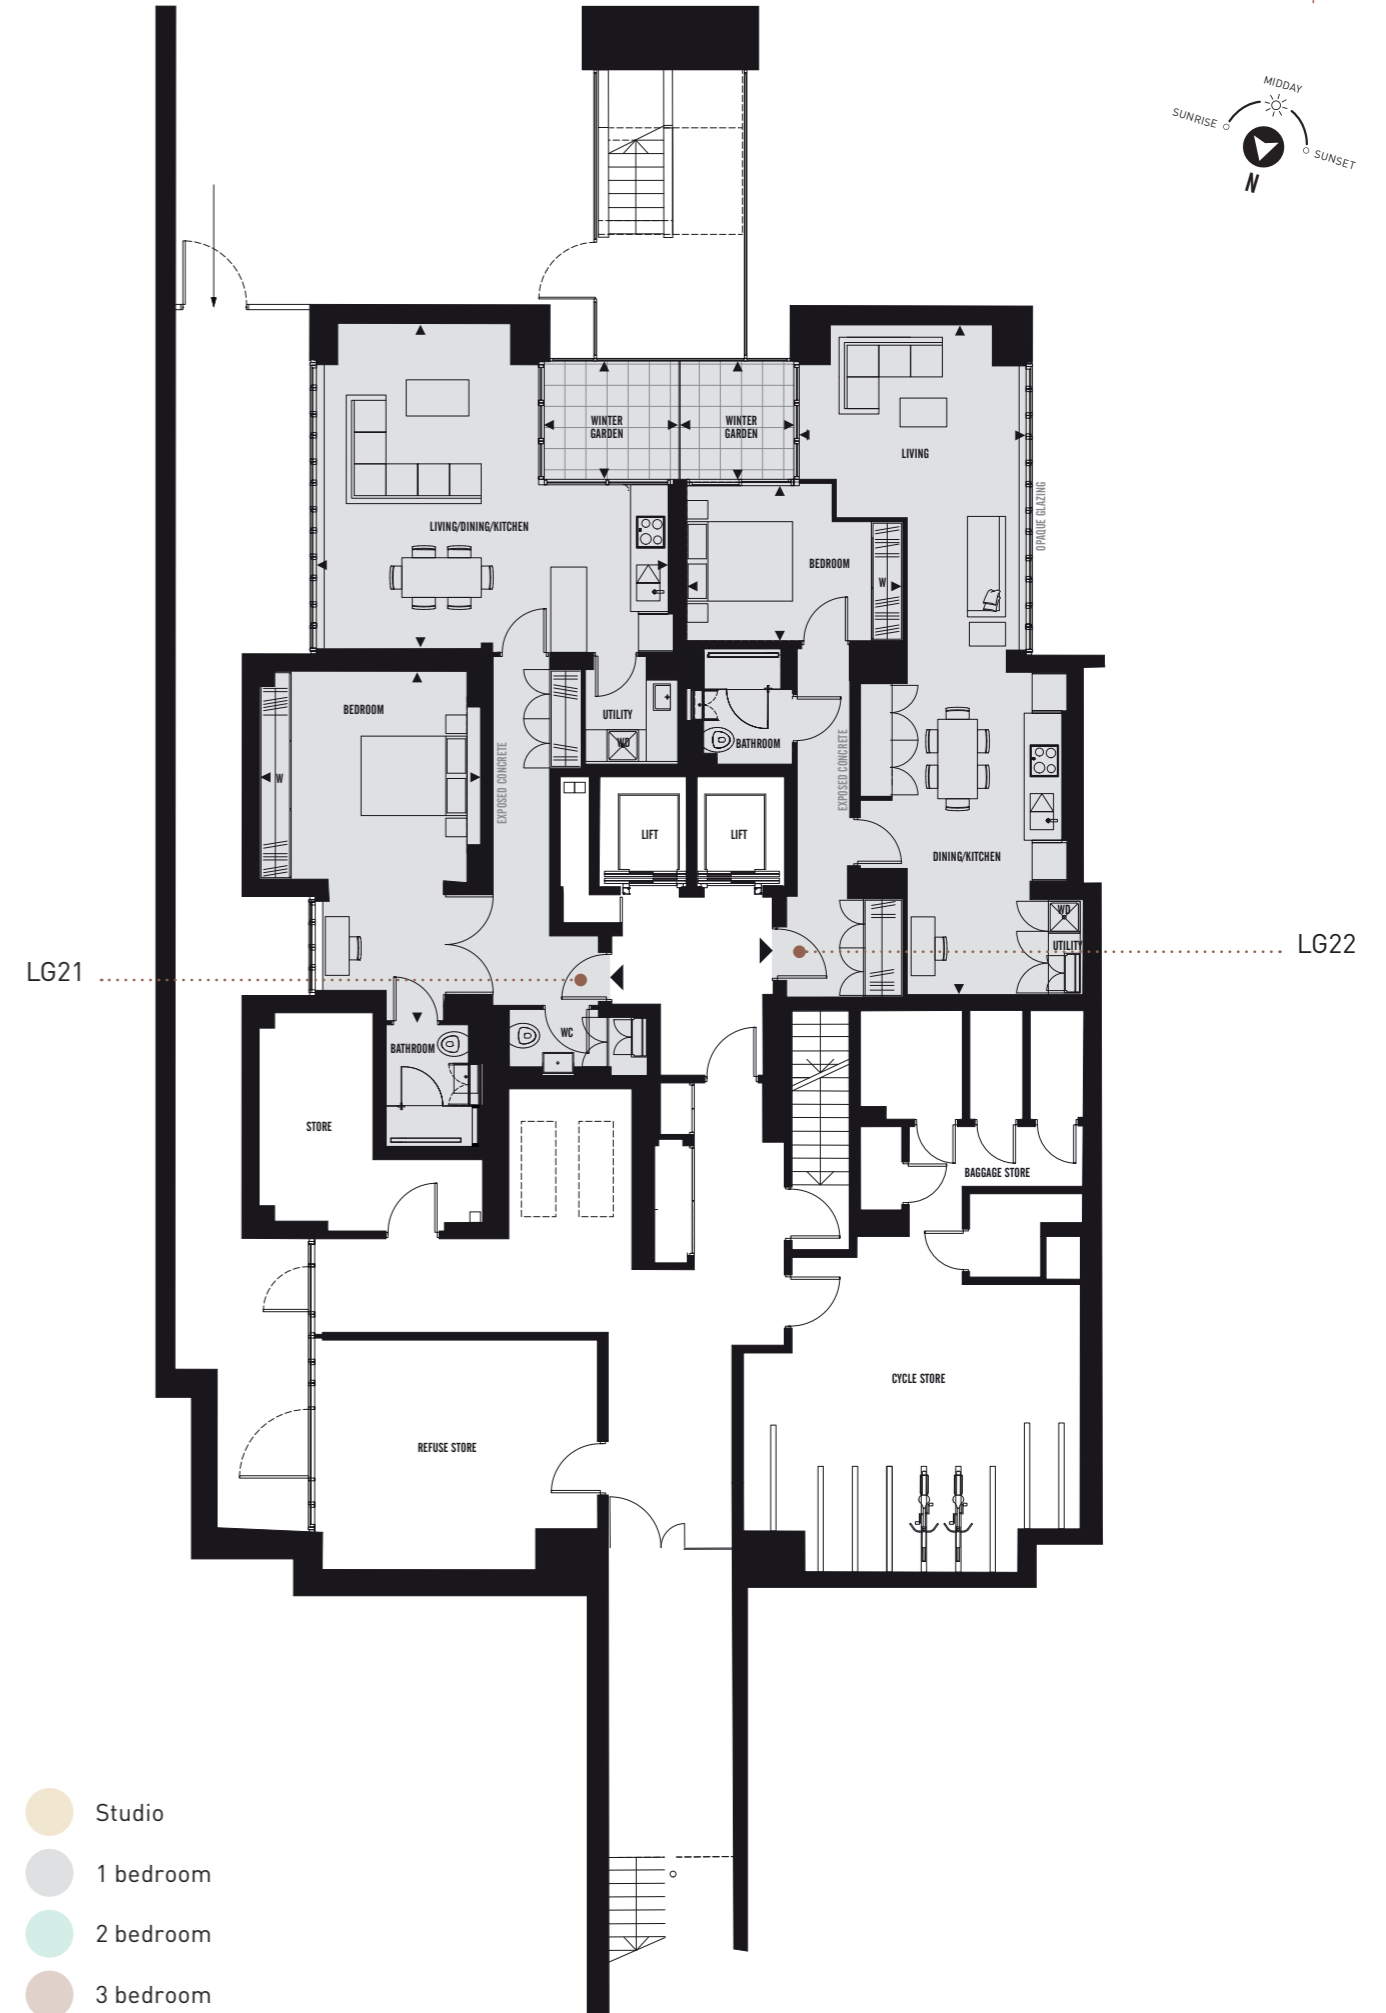 MIDDAY
SUNRISE
SUNSET
N
WINTER
GARDEN
WINTER
GARDEN
LIVING
OPAQUE GLAZING
LIVING/DINING/KITCHEN
BEDROOM
W
BEDROOM
W
UTILITY
WD
BATHROOM
EXPOSED CONCRETE
EXPOSED CONCRETE
LIFT
LIFT
DINING/KITCHEN
WD
UTILITY
LG21
LG22
WC
BATHROOM
STORE
BAGGAGE STORE
CYCLE STORE
REFUSE STORE
Studio
1 bedroom
2 bedroom
3 bedroom